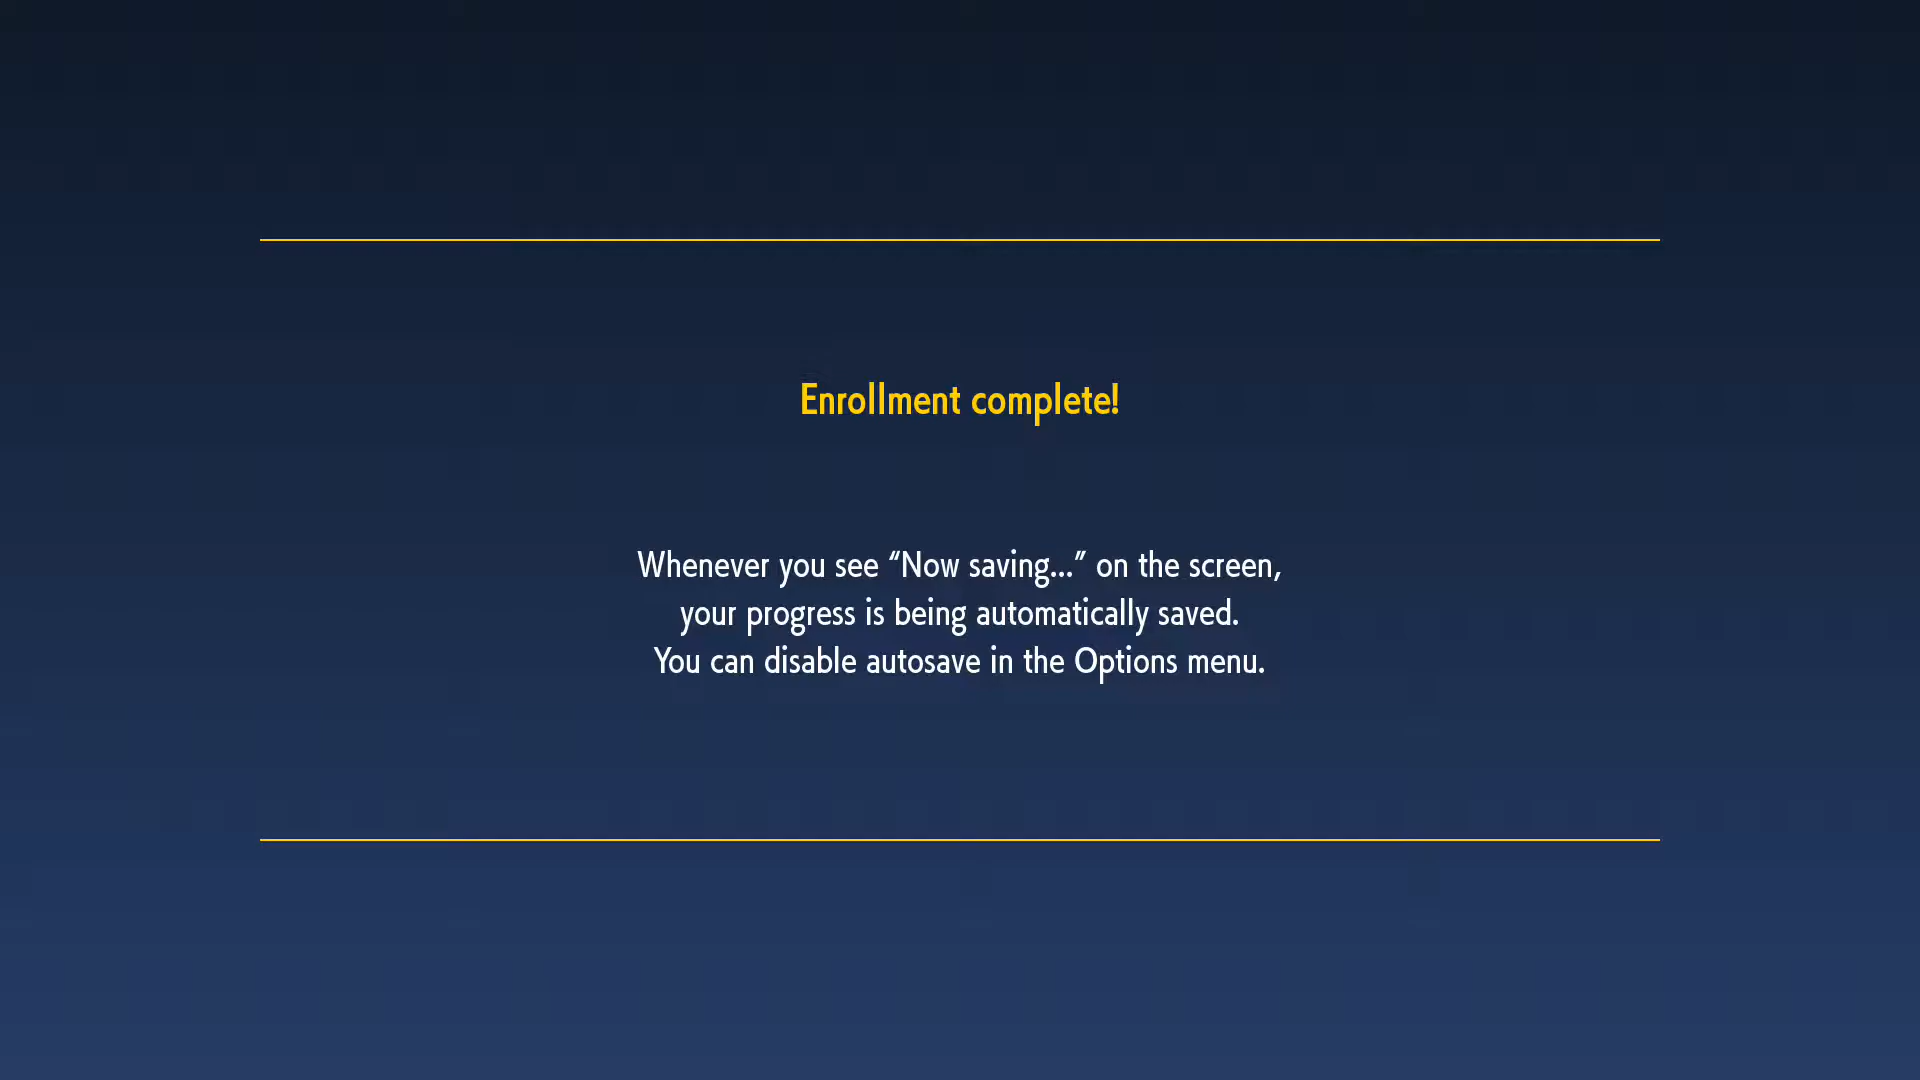 Enrollment complete!
Whenever you see “Now saving...” on the screen,
your progress is being automatically saved.
You can disable autosave in the Options menu.